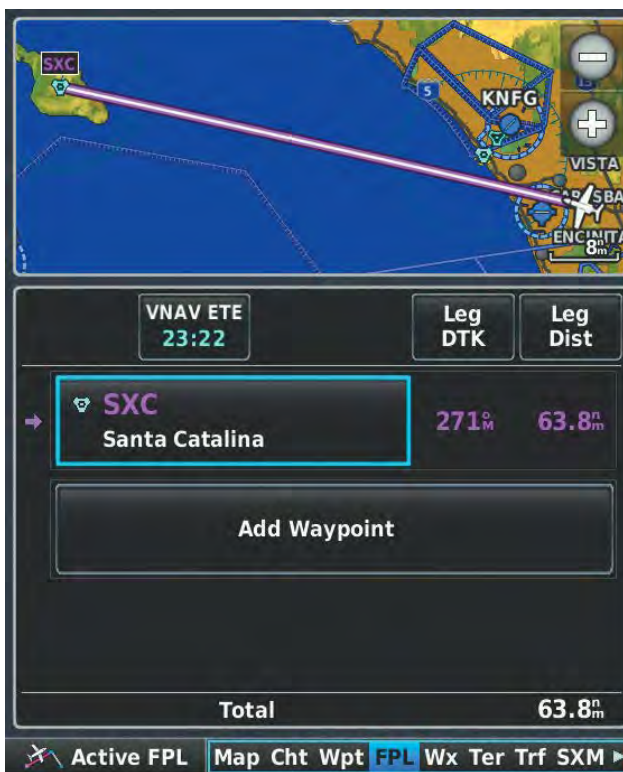 SXC
5
KNFG
13
VISTA
ENCINITA
8nm
VNAV ETE
23:22
Leg
DTK
Leg
Dist
SXC
Santa Catalina
271°M
63.8nm
Add Waypoint
Total
63.8nm
Active FPL
Map Cht Wpt FPL Wx Ter Trf SXM